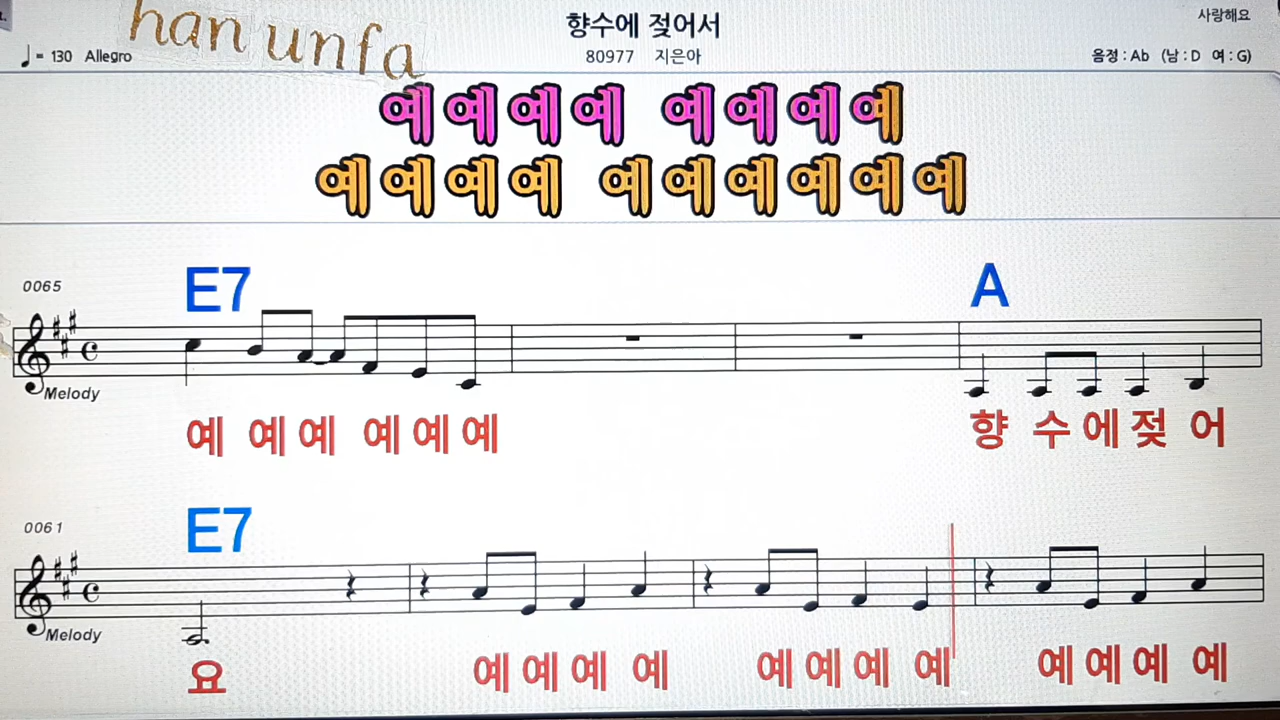 han unfa
향수에 젖어서
사랑해요
♩= 130 Allegro
80977 지은아
음정 : Ab (남 : D 여 : G)
예예예예 예예예예
예예예예 예예예예예예
0065
E7
A
Melody
예 예예 예예예 향 수에젖 어
0061
E7
Melody
요 예예예 예 예예예 예 예예예 예